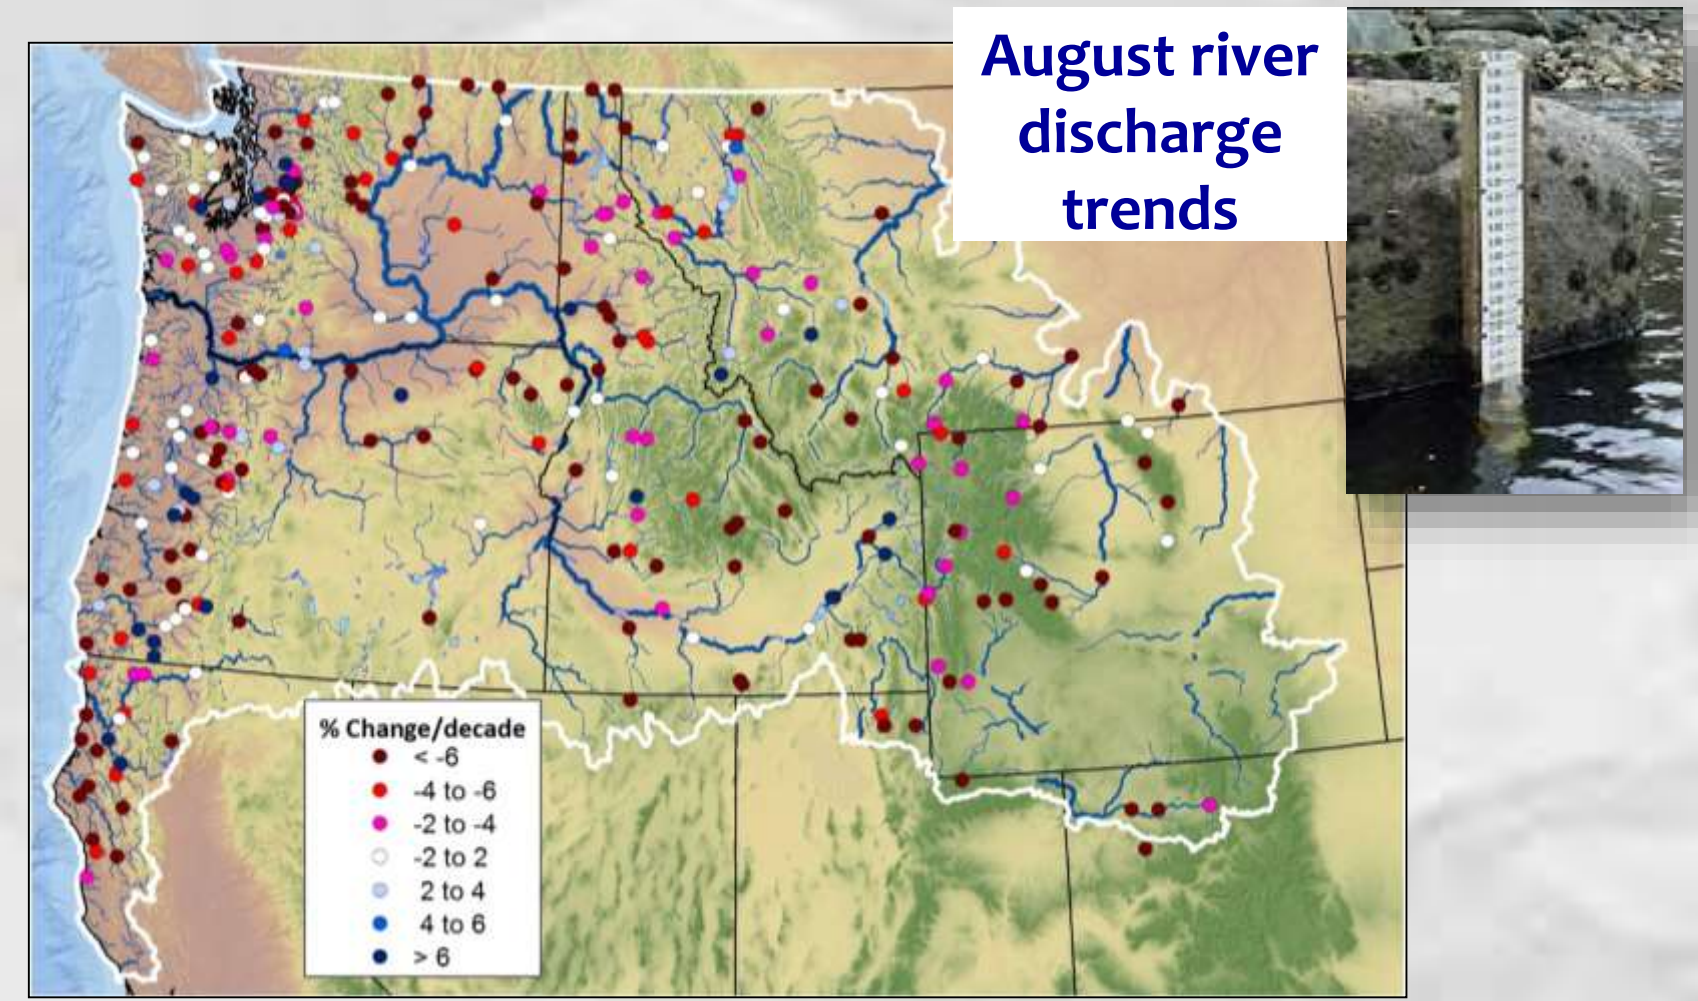 August river
discharge
trends
% Change/decade
< -6
-4 to -6
-2 to -4
-2 to 2
2 to 4
4 to 6
> 6